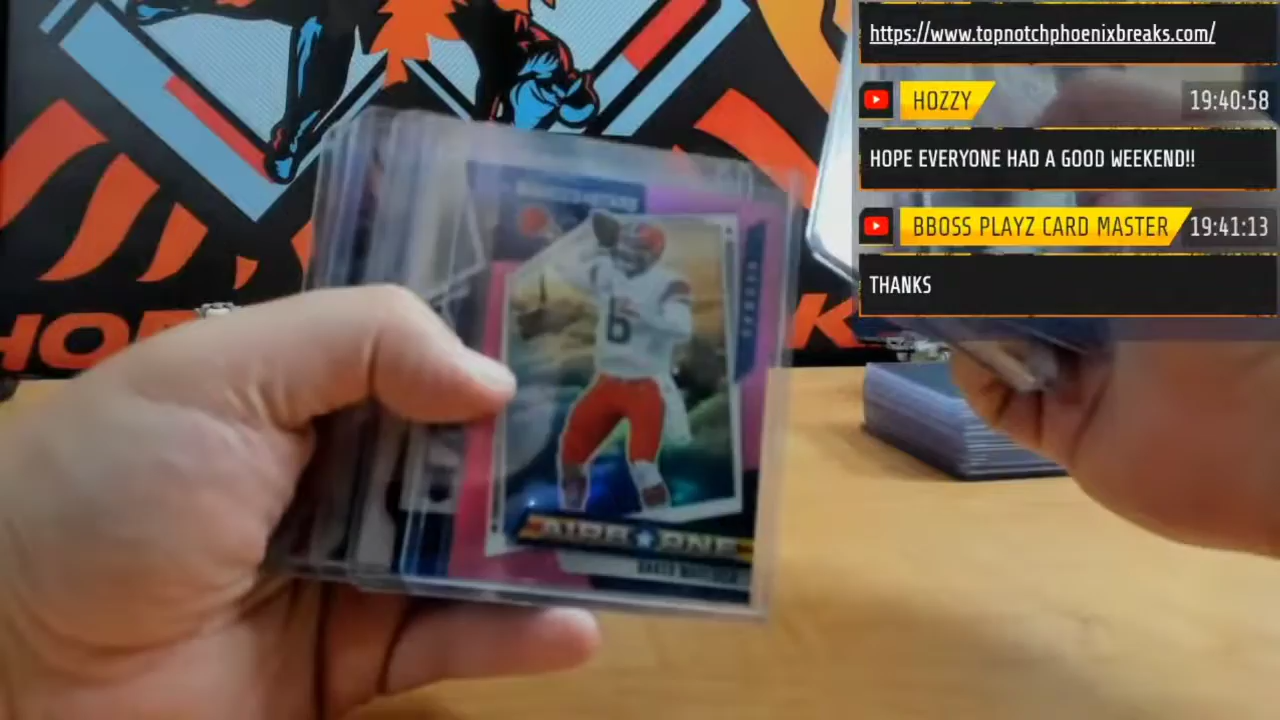 https://www.topnotchphoenixbreaks.com/
HOZZY
19:40:58
HOPE EVERYONE HAD A GOOD WEEKEND!!
BBOSS PLAYZ CARD MASTER
19:41:13
THANKS
6